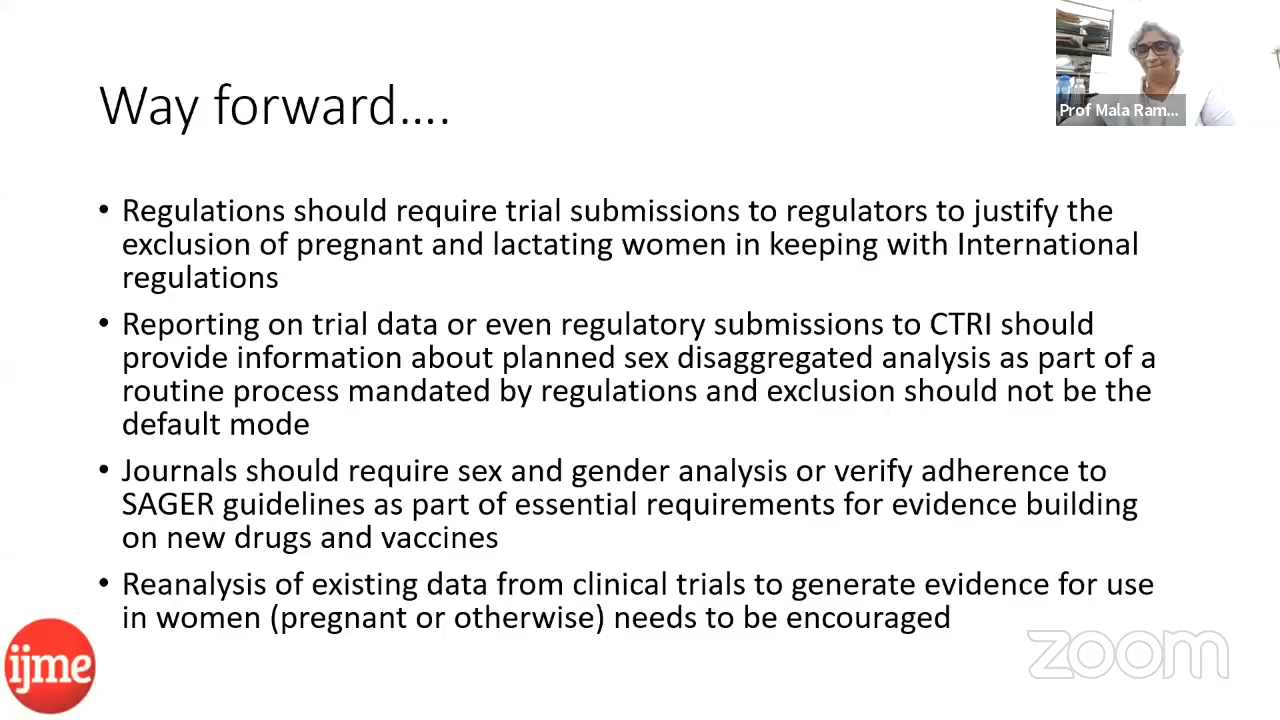 Prof Mala Ram...
Way forward....
• Regulations should require trial submissions to regulators to justify the
exclusion of pregnant and lactating women in keeping with International
regulations
• Reporting on trial data or even regulatory submissions to CTRI should
provide information about planned sex disaggregated analysis as part of a
routine process mandated by regulations and exclusion should not be the
default mode
• Journals should require sex and gender analysis or verify adherence to
SAGER guidelines as part of essential requirements for evidence building
on new drugs and vaccines
• Reanalysis of existing data from clinical trials to generate evidence for use
in women (pregnant or otherwise) needs to be encouraged
ijme
zoom